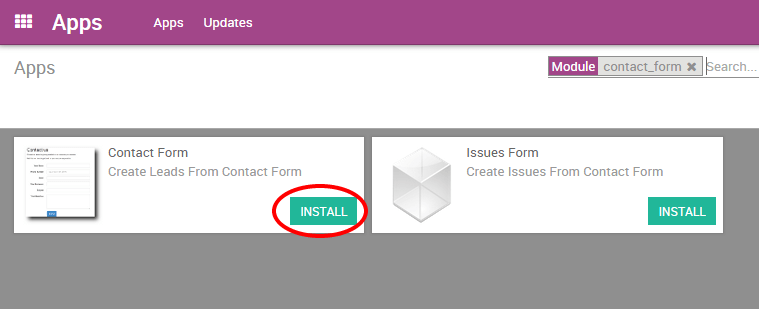 Apps Apps Updates
Apps
Module contact_form ✖ Search...
Contact Form
Create Leads From Contact Form
INSTALL
Issues Form
Create Issues From Contact Form
INSTALL